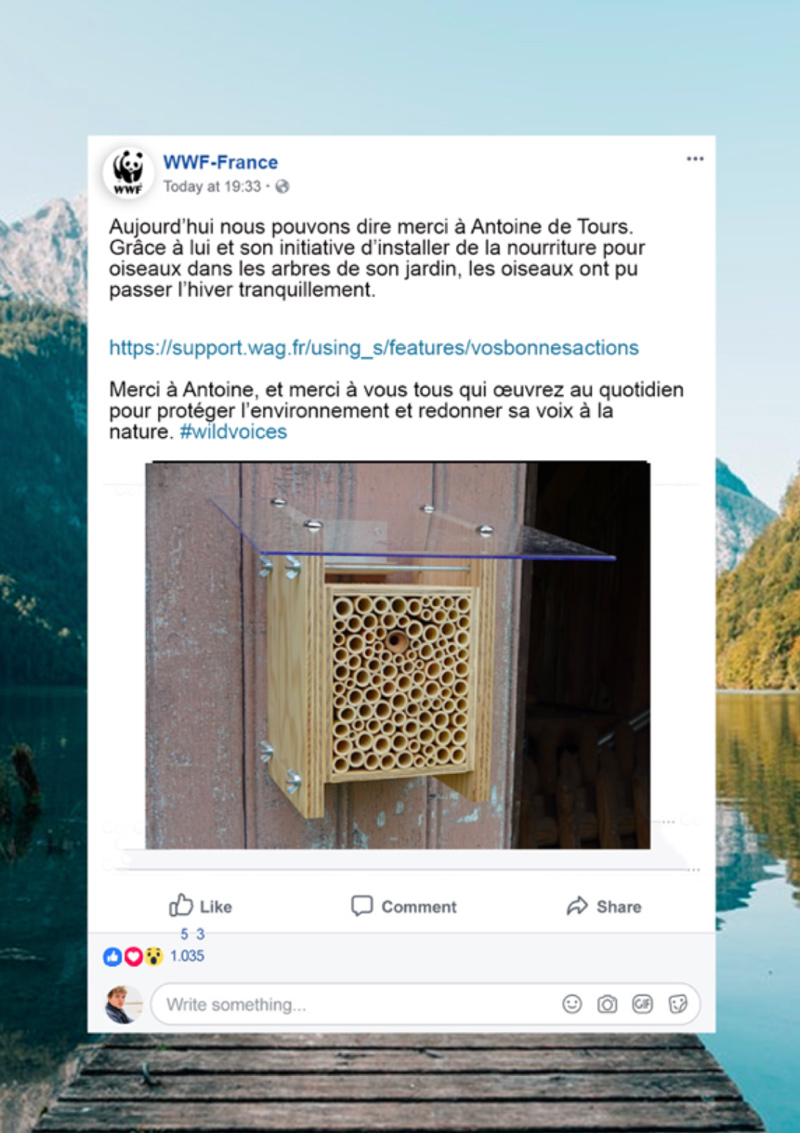 WWF-France
Today at 19:33 ·
WWF
Aujourd’hui nous pouvons dire merci à Antoine de Tours.
Grâce à lui et son initiative d’installer de la nourriture pour
oiseaux dans les arbres de son jardin, les oiseaux ont pu
passer l’hiver tranquillement.
https://support.wag.fr/using_s/features/vosbonnesactions
Merci à Antoine, et merci à vous tous qui œuvrez au quotidien
pour protéger l’environnement et redonner sa voix à la
nature. #wildvoices
Like
Comment
Share
5 3
1.035
Write something...
GIF